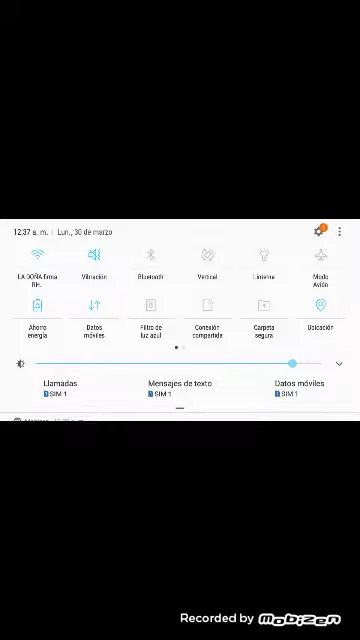 12:37 a. m. | Lun., 30 de marzo
1
LA DOÑA firma RH.
Vibración
Bluetooth
Vertical
Linterna
Modo Avión
Ahorro energía
Datos móviles
Filtro de luz azul
Conexión compartida
Carpeta segura
Ubicación
Llamadas
Mensajes de texto
Datos móviles
SIM 1
SIM 1
SIM 1
Recorded by MOBIZEN